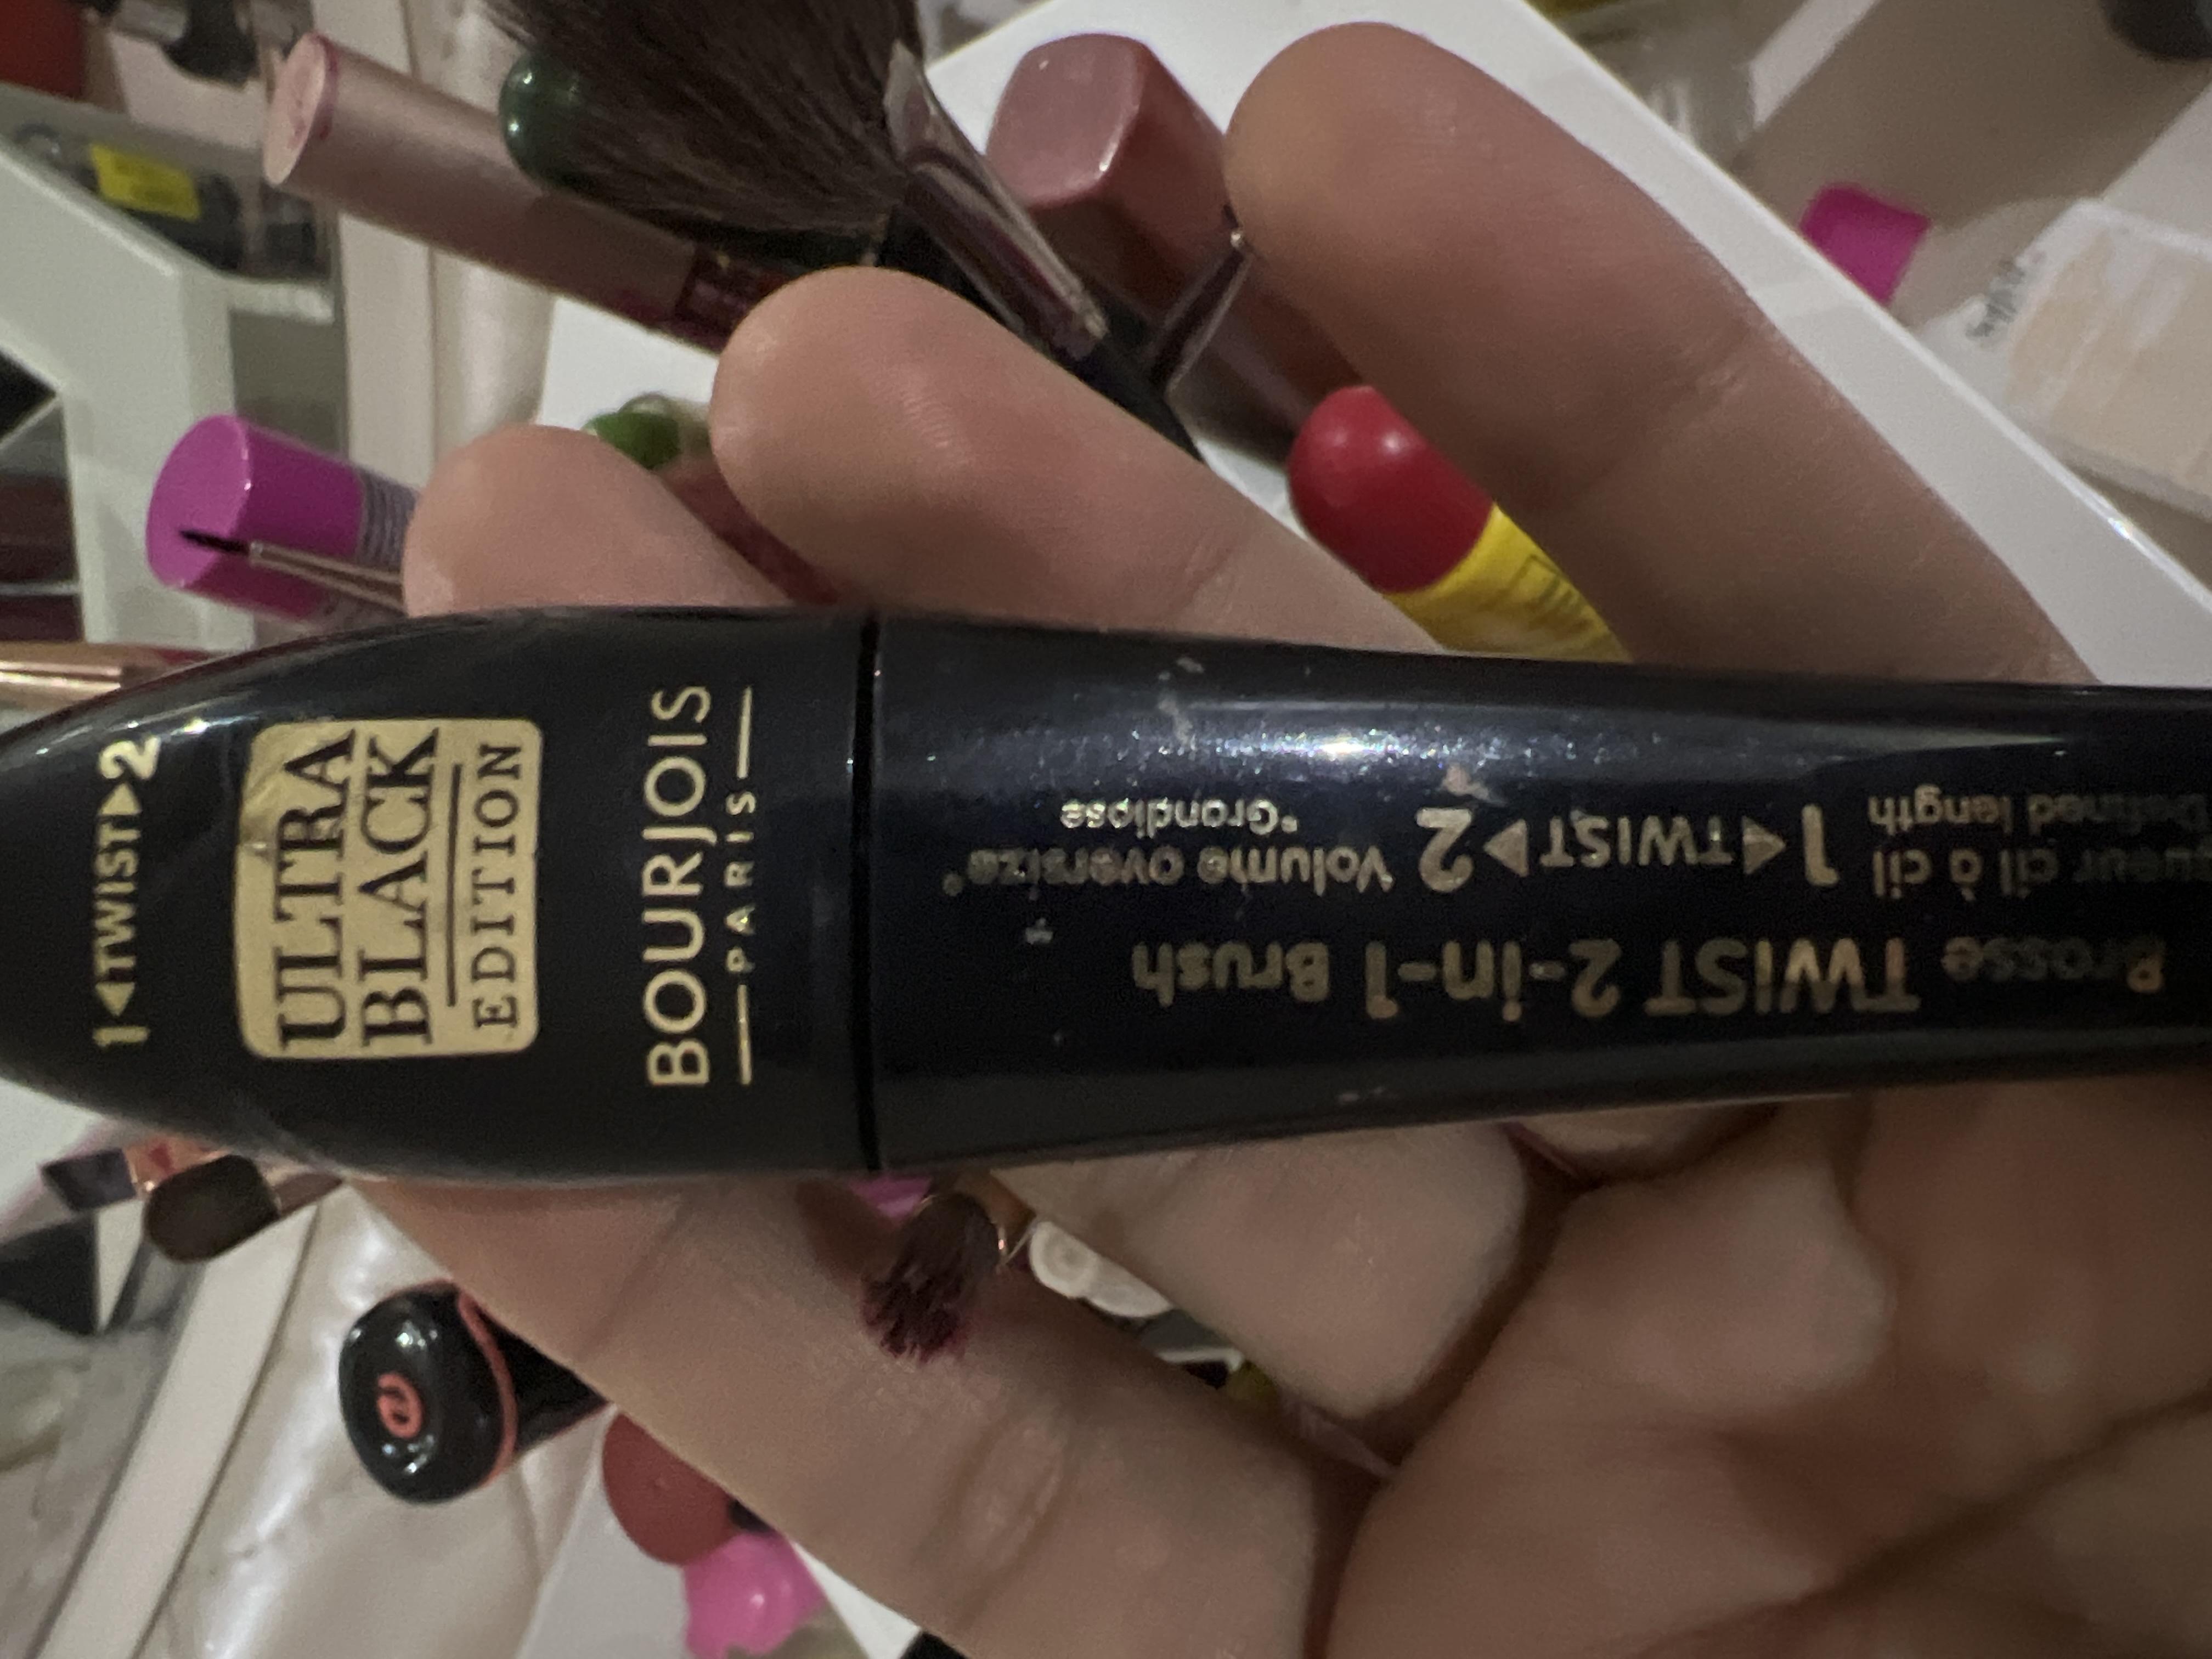 1◄TWIST►2
ULTRA
BLACK
EDITION
BOURJOIS
PARIS
Brosse TWIST 2-in-1 Brush
cil à cil 1◄TWIST►2 Volume oversize*
Defined length *Grandiose